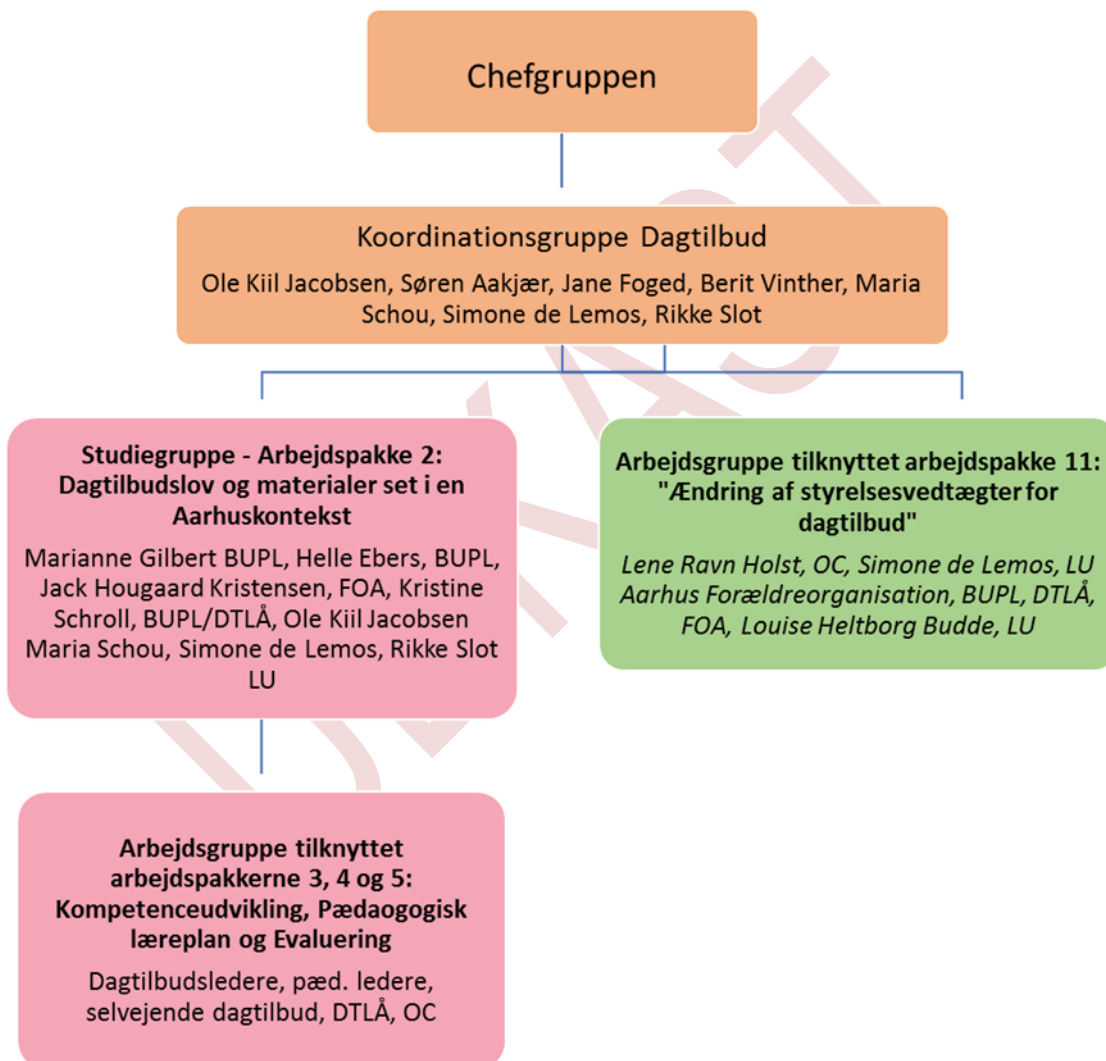 Chefgruppen
Koordinationsgruppe Dagtilbud
Ole Kiil Jacobsen, Søren Aakjær, Jane Foged, Berit Vinther, Maria
Schou, Simone de Lemos, Rikke Slot
Studiegruppe - Arbejdspakke 2:
Dagtilbudslov og materialer set i en
Aarhuskontekst
Marianne Gilbert BUPL, Helle Ebers, BUPL,
Jack Hougaard Kristensen, FOA, Kristine
Schroll, BUPL/DTLÅ, Ole Kiil Jacobsen
Maria Schou, Simone de Lemos, Rikke Slot
LU
Arbejdsgruppe tilknyttet arbejdspakke 11:
"Ændring af styrelsesvedtægter for
dagtilbud"
Lene Ravn Holst, OC, Simone de Lemos, LU
Aarhus Forældreorganisation, BUPL, DTLÅ,
FOA, Louise Heltborg Budde, LU
Arbejdsgruppe tilknyttet
arbejdspakkerne 3, 4 og 5:
Kompetenceudvikling, Pædaogogisk
læreplan og Evaluering
Dagtilbudsledere, pæd. ledere,
selvejende dagtilbud, DTLÅ, OC
UDKAST